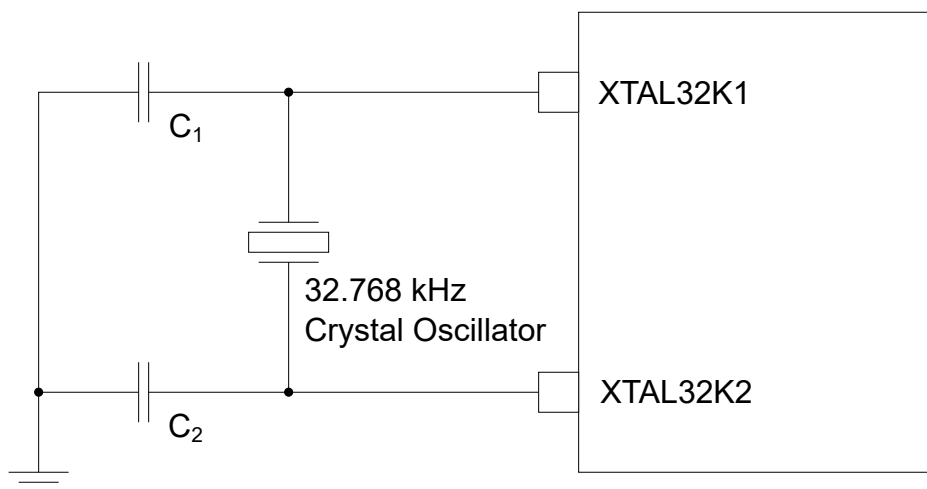 XTAL32K1
C₁
32.768 kHz
Crystal Oscillator
XTAL32K2
C₂